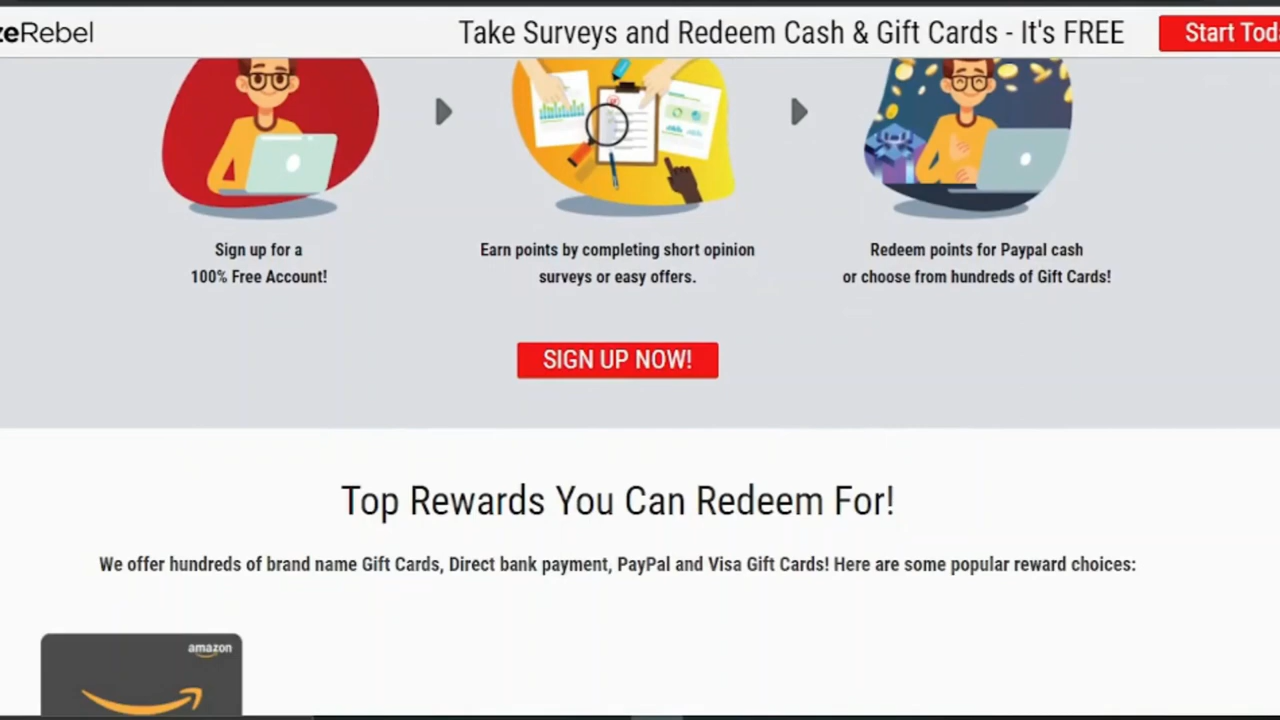 zeRebel
Take Surveys and Redeem Cash & Gift Cards - It's FREE
Start Tod
Sign up for a
100% Free Account!
Earn points by completing short opinion
surveys or easy offers.
Redeem points for Paypal cash
or choose from hundreds of Gift Cards!
SIGN UP NOW!
Top Rewards You Can Redeem For!
We offer hundreds of brand name Gift Cards, Direct bank payment, PayPal and Visa Gift Cards! Here are some popular reward choices:
amazon